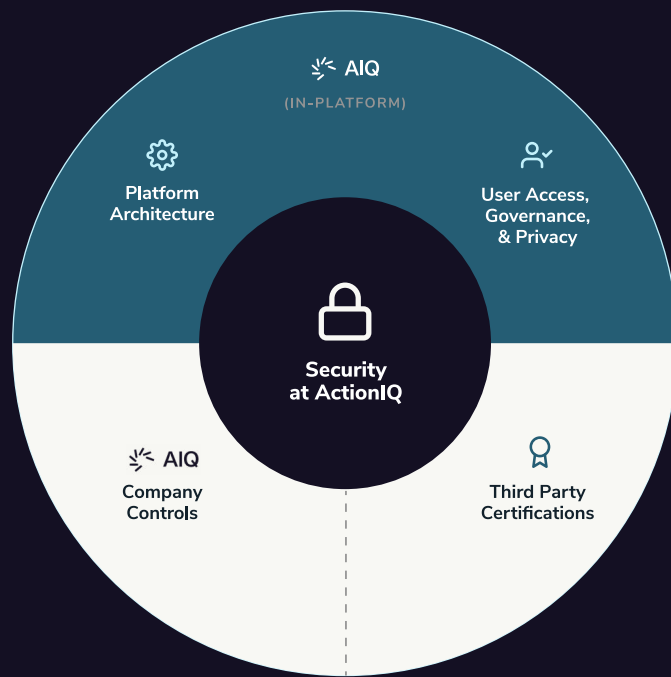 AIQ
(IN-PLATFORM)
Platform
Architecture
User Access,
Governance,
& Privacy
Security
at ActionIQ
AIQ
Company
Controls
Third Party
Certifications